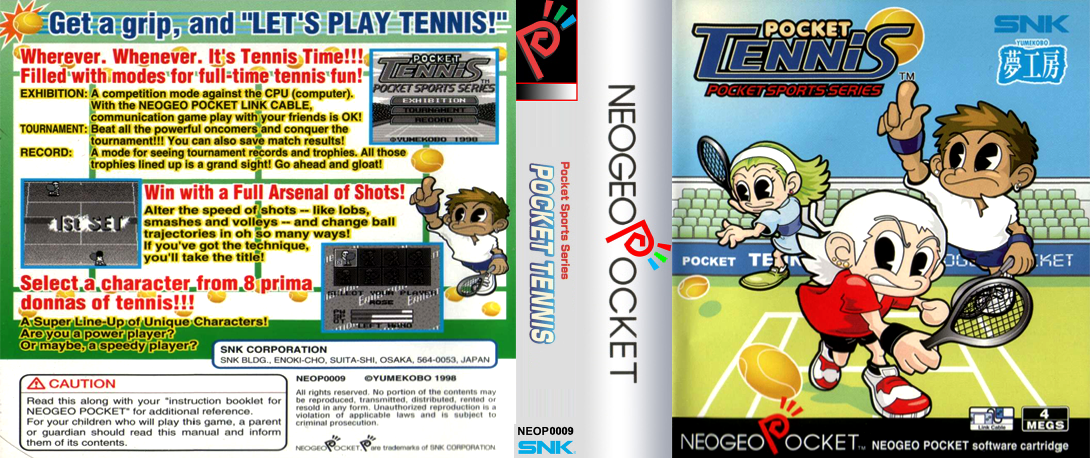 Get a grip, and "LET'S PLAY TENNIS!"
Wherever. Whenever. It's Tennis Time!!!
Filled with modes for full-time tennis fun!
EXHIBITION: A competition mode against the CPU (computer).
With the NEOGEO POCKET LINK CABLE,
communication game play with your friends is OK!
TOURNAMENT: Beat all the powerful oncomers and conquer the
tournament!!! You can also save match results!
RECORD: A mode for seeing tournament records and trophies. All those
trophies lined up is a grand sight! Go ahead and gloat!
POCKET
TENNIS
TM
POCKET SPORTS SERIES
EXHIBITION
TOURNAMENT
RECORD
©YUMEKOBO 1998
1ST SET
Win with a Full Arsenal of Shots!
Alter the speed of shots -- like lobs,
smashes and volleys -- and change ball
trajectories in oh so many ways!
If you've got the technique,
you'll take the title!
SELECT YOUR PLAYER
ROSE
LEFT HAND
Select a character from 8 prima
donnas of tennis!!!
A Super Line-Up of Unique Characters!
Are you a power player?
Or maybe, a speedy player?
SNK CORPORATION
SNK BLDG., ENOKI-CHO, SUITA-SHI, OSAKA, 564-0053, JAPAN
CAUTION
Read this along with your "instruction booklet for
NEOGEO POCKET" for additional reference.
For your children who will play this game, a parent
or guardian should read this manual and inform
them of its contents.
NEOP0009 ©YUMEKOBO 1998
All rights reserved. No portion of the contents may
be reproduced, transmitted, distributed, rented or
resold in any form. Unauthorized reproduction is a
violation of applicable laws and is subject to
criminal prosecution.
NEOGEO POCKET, P are trademarks of SNK CORPORATION
P
Pocket Sports Series
POCKET TENNIS
NEOP0009
SNK
NEOGEO POCKET
POCKET
TENNIS
TM
POCKET SPORTS SERIES
SNK
YUMEKOBO
夢工房
POCKET TEN
POCKET
Link Cable
4
MEGS
NEOGEO POCKET TM NEOGEO POCKET software cartridge